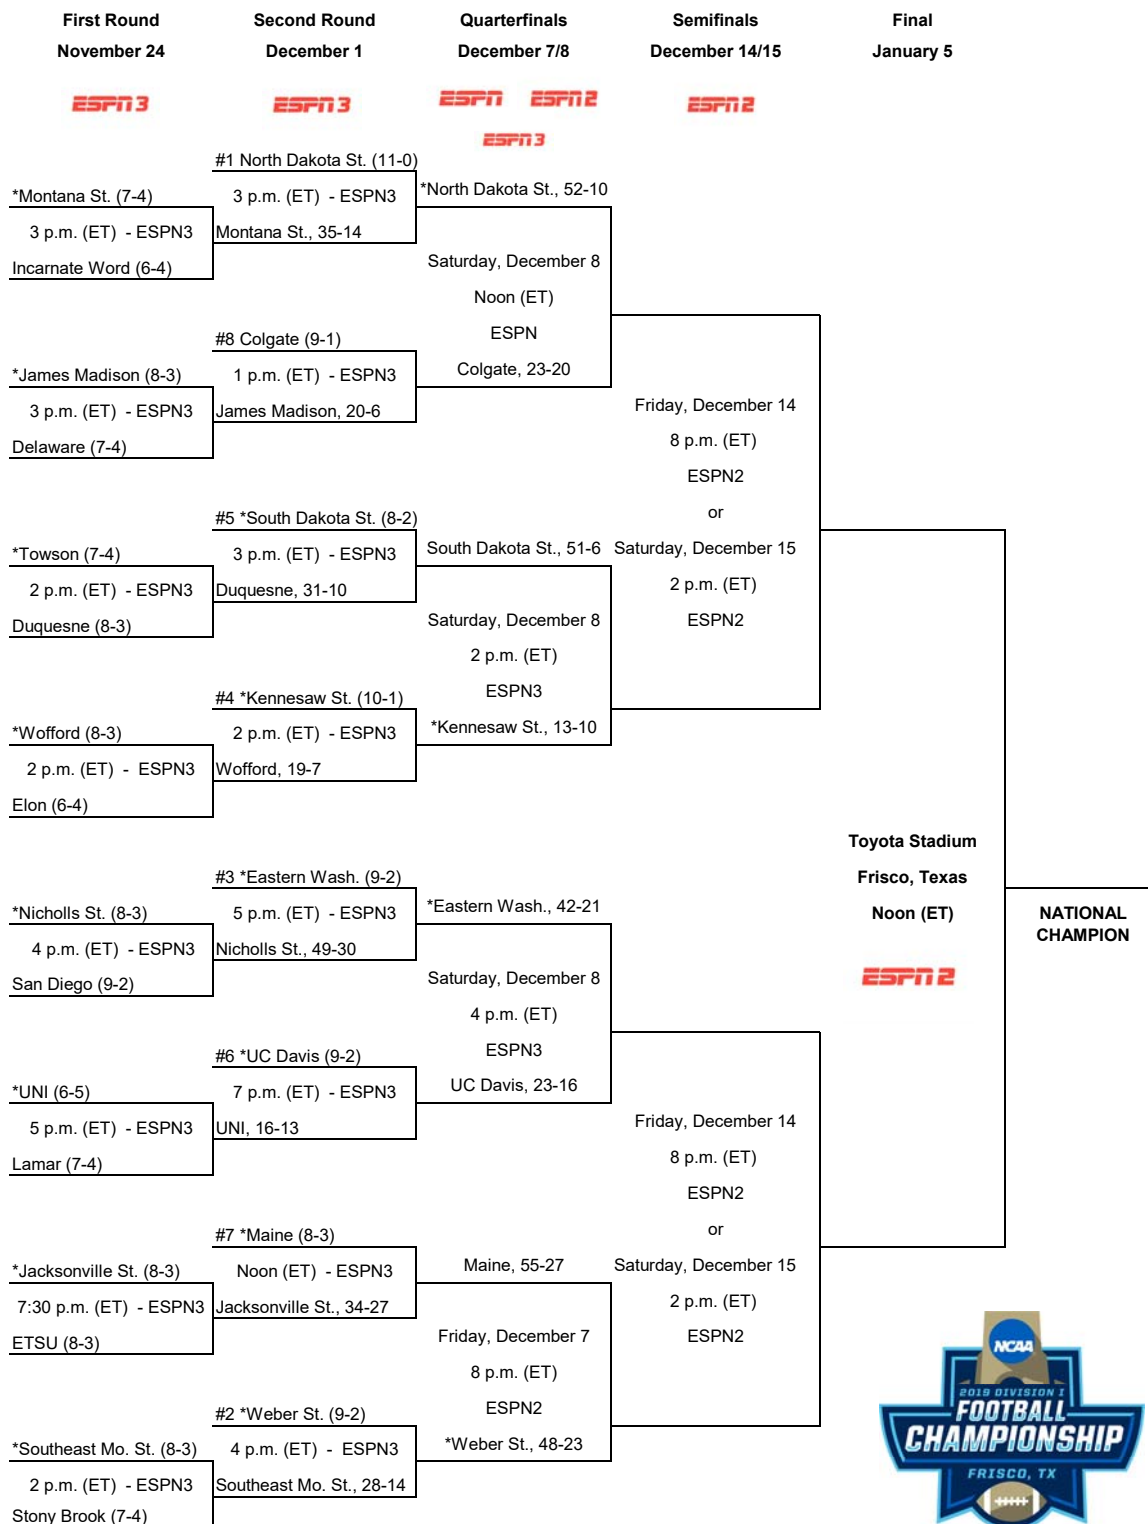 First Round
November 24
ESPN3
Second Round
December 1
ESPN3
Quarterfinals
December 7/8
ESPN ESPN2
ESPN3
Semifinals
December 14/15
ESPN2
Final
January 5
*Montana St. (7-4)
3 p.m. (ET) - ESPN3
Incarnate Word (6-4)
*James Madison (8-3)
3 p.m. (ET) - ESPN3
Delaware (7-4)
*Towson (7-4)
2 p.m. (ET) - ESPN3
Duquesne (8-3)
*Wofford (8-3)
2 p.m. (ET) - ESPN3
Elon (6-4)
*Nicholls St. (8-3)
4 p.m. (ET) - ESPN3
San Diego (9-2)
*UNI (6-5)
5 p.m. (ET) - ESPN3
Lamar (7-4)
*Jacksonville St. (8-3)
7:30 p.m. (ET) - ESPN3
ETSU (8-3)
*Southeast Mo. St. (8-3)
2 p.m. (ET) - ESPN3
Stony Brook (7-4)
#1 North Dakota St. (11-0)
3 p.m. (ET) - ESPN3
Montana St., 35-14
#8 Colgate (9-1)
1 p.m. (ET) - ESPN3
James Madison, 20-6
#5 *South Dakota St. (8-2)
3 p.m. (ET) - ESPN3
Duquesne, 31-10
#4 *Kennesaw St. (10-1)
2 p.m. (ET) - ESPN3
Wofford, 19-7
#3 *Eastern Wash. (9-2)
5 p.m. (ET) - ESPN3
Nicholls St., 49-30
#6 *UC Davis (9-2)
7 p.m. (ET) - ESPN3
UNI, 16-13
#7 *Maine (8-3)
Noon (ET) - ESPN3
Jacksonville St., 34-27
#2 *Weber St. (9-2)
4 p.m. (ET) - ESPN3
Southeast Mo. St., 28-14
*North Dakota St., 52-10
Saturday, December 8
Noon (ET)
ESPN
Colgate, 23-20
South Dakota St., 51-6
Saturday, December 8
2 p.m. (ET)
ESPN3
*Kennesaw St., 13-10
*Eastern Wash., 42-21
Saturday, December 8
4 p.m. (ET)
ESPN3
UC Davis, 23-16
Maine, 55-27
Friday, December 7
8 p.m. (ET)
ESPN2
*Weber St., 48-23
Friday, December 14
8 p.m. (ET)
ESPN2
or
Saturday, December 15
2 p.m. (ET)
ESPN2
Friday, December 14
8 p.m. (ET)
ESPN2
or
Saturday, December 15
2 p.m. (ET)
ESPN2
Toyota Stadium
Frisco, Texas
Noon (ET)
ESPN2
NATIONAL
CHAMPION
NCAA
2019 DIVISION I
FOOTBALL
CHAMPIONSHIP
FRISCO, TX